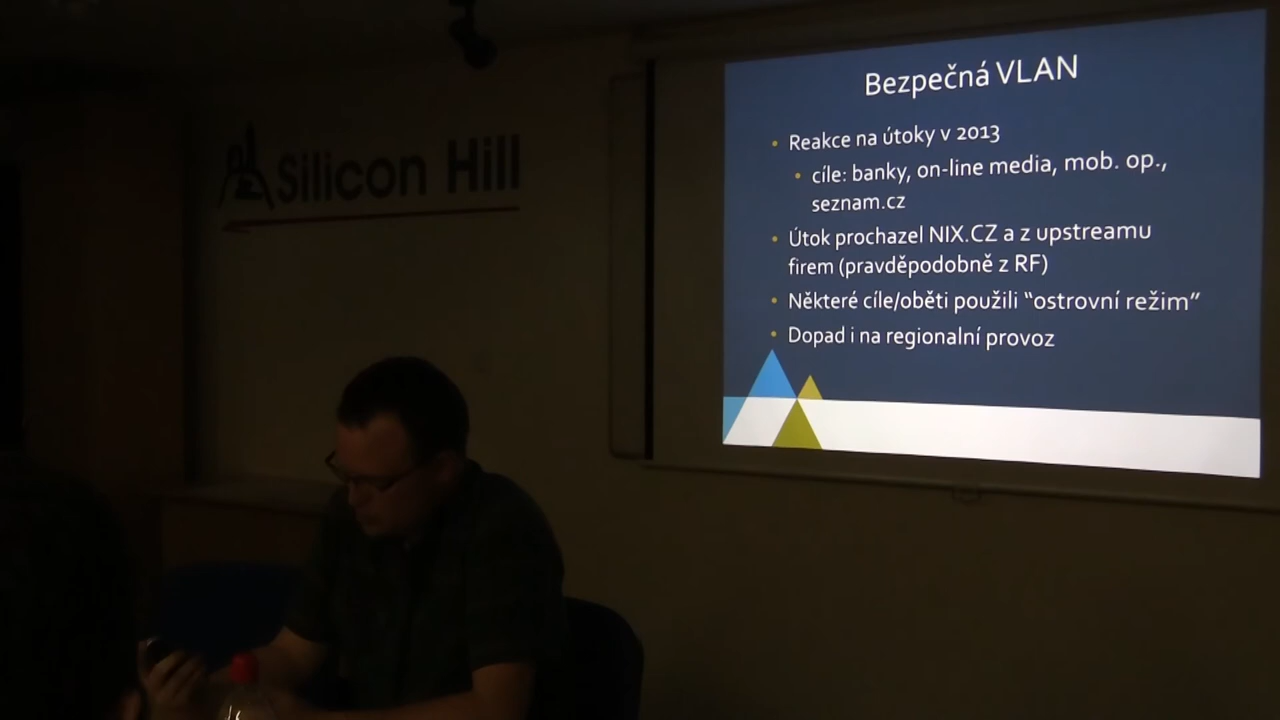 Silicon Hill
Bezpečná VLAN
• Reakce na útoky v 2013
• cíle: banky, on-line media, mob. op.,
seznam.cz
• Útok prochazel NIX.CZ a z upstreamu
firem (pravděpodobně z RF)
• Některé cíle/oběti použili “ostrovní režim”
• Dopad i na regionalní provoz